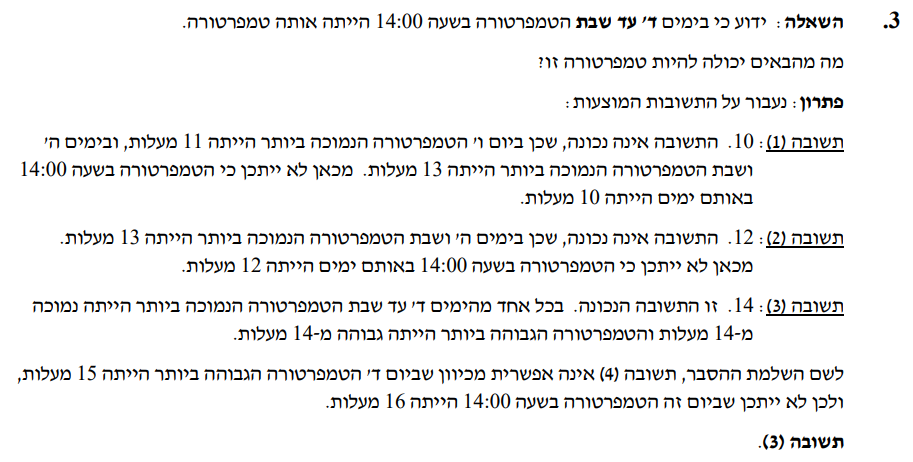 3. השאלה: ידוע כי בימים ד׳ עד שבת הטמפרטורה בשעה 14:00 הייתה אותה טמפרטורה.
מה מהבאים יכולה להיות טמפרטורה זו?
פתרון: נעבור על התשובות המוצעות:
תשובה (1): 10. התשובה אינה נכונה, שכן ביום ו׳ הטמפרטורה הנמוכה ביותר הייתה 11 מעלות, ובימים ה׳
ושבת הטמפרטורה הנמוכה ביותר הייתה 13 מעלות. מכאן לא ייתכן כי הטמפרטורה בשעה 14:00
באותם ימים הייתה 10 מעלות.
תשובה (2): 12. התשובה אינה נכונה, שכן בימים ה׳ ושבת הטמפרטורה הנמוכה ביותר הייתה 13 מעלות.
מכאן לא ייתכן כי הטמפרטורה בשעה 14:00 באותם ימים הייתה 12 מעלות.
תשובה (3): 14. זו התשובה הנכונה. בכל אחד מהימים ד׳ עד שבת הטמפרטורה הנמוכה ביותר הייתה נמוכה
מ-14 מעלות והטמפרטורה הגבוהה ביותר הייתה גבוהה מ-14 מעלות.
לשם השלמת ההסבר, תשובה (4) אינה אפשרית מכיוון שביום ד׳ הטמפרטורה הגבוהה ביותר הייתה 15 מעלות,
ולכן לא ייתכן שביום זה הטמפרטורה בשעה 14:00 הייתה 16 מעלות.
תשובה (3).